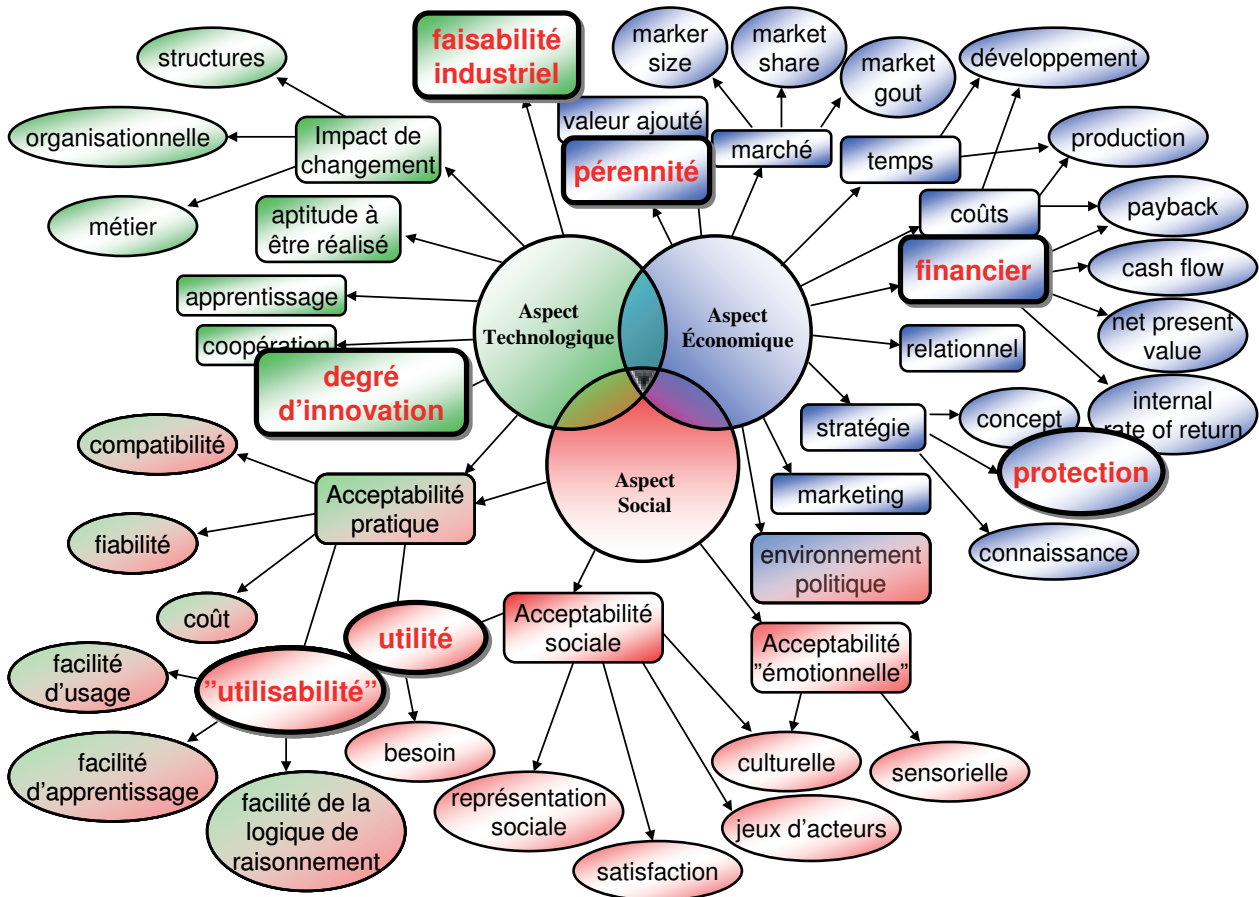 structures
faisabilité
industriel
marker
size
market
share
market
gout
développement
organisationnelle
Impact de
changement
valeur ajouté
pérennité
marché
temps
production
métier
aptitude à
être réalisé
coûts
payback
financier
cash flow
apprentissage
coopération
degré
d’innovation
Aspect
Technologique
Aspect
Économique
relationnel
net present
value
internal
rate of return
stratégie
concept
protection
compatibilité
Acceptabilité
pratique
Aspect
Social
marketing
fiabilité
environnement
politique
connaissance
coût
utilité
Acceptabilité
sociale
Acceptabilité
”émotionnelle”
facilité
d'usage
”utilisabilité”
besoin
culturelle
sensorielle
facilité
d'apprentissage
facilité de la
logique de
raisonnement
représentation
sociale
jeux d’acteurs
satisfaction